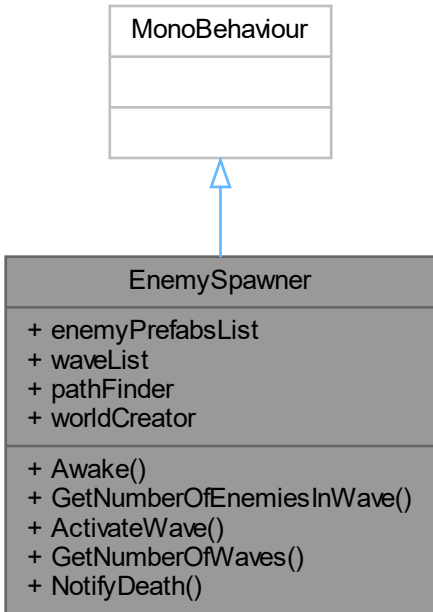 MonoBehaviour
EnemySpawner
+ enemyPrefabsList
+ waveList
+ pathFinder
+ worldCreator
+ Awake()
+ GetNumberOfEnemiesInWave()
+ ActivateWave()
+ GetNumberOfWaves()
+ NotifyDeath()